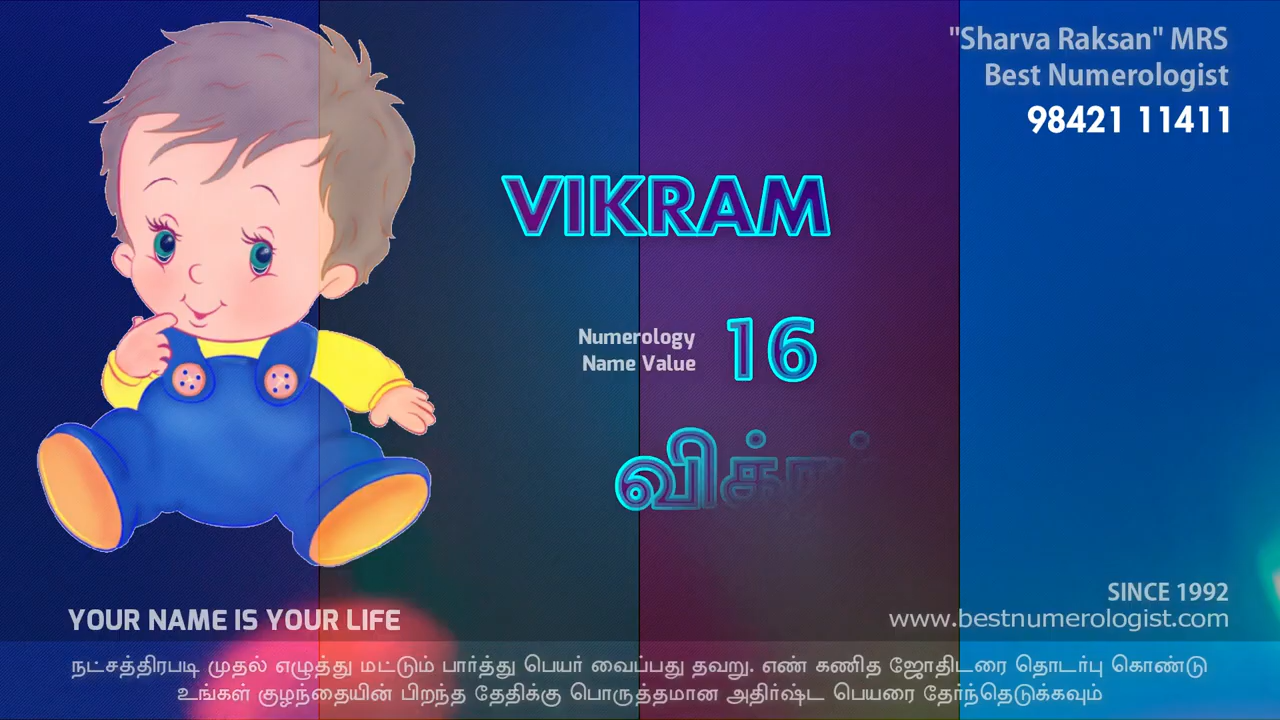 "Sharva Raksan" MRS
Best Numerologist
98421 11411
VIKRAM
Numerology
Name Value
16
SINCE 1992
www.bestnumerologist.com
YOUR NAME IS YOUR LIFE
நட்சத்திரபடி முதல் எழுத்து மட்டும் பார்த்து பெயர் வைப்பது தவறு. எண் கணித ஜோதிடரை தொடர்பு கொண்டு
உங்கள் குழந்தையின் பிறந்த தேதிக்கு பொருத்தமான அதிர்ஷ்ட பெயரை தேர்ந்தெடுக்கவும்